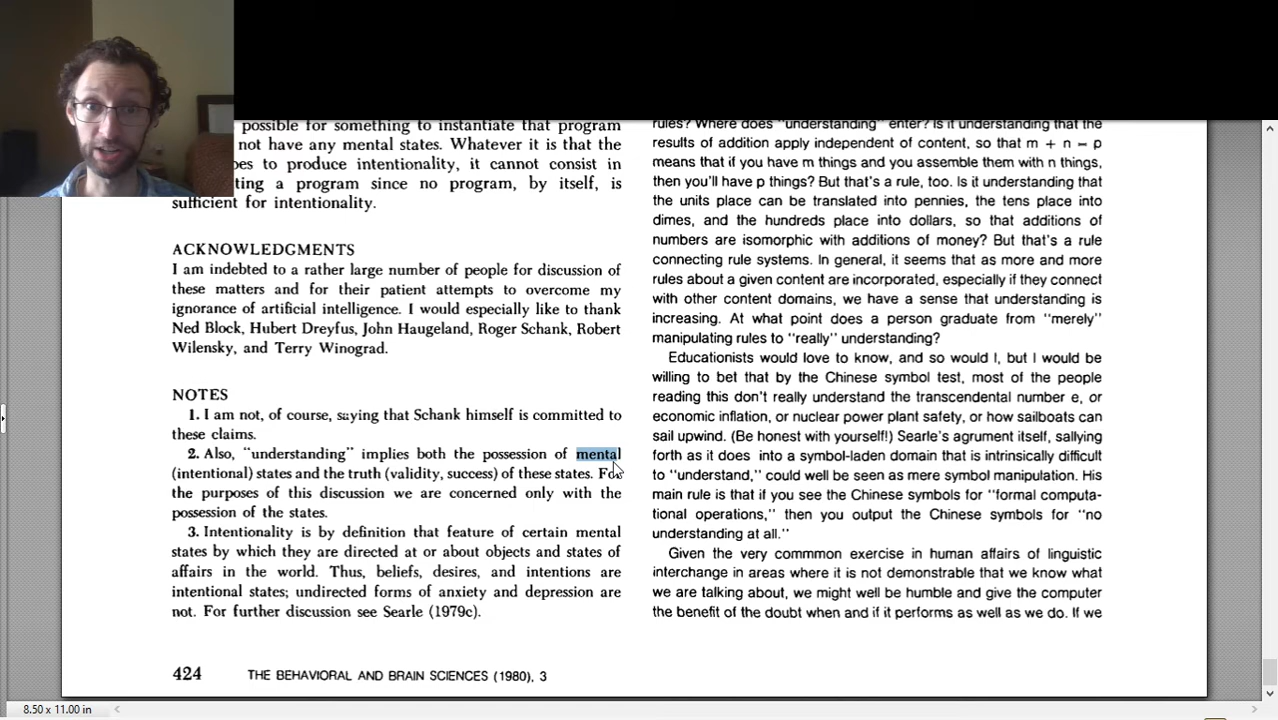 possible for something to instantiate that program
not have any mental states. Whatever it is that the
to produce intentionality, it cannot consist in
a program since no program, by itself, is
sufficient for intentionality.
ACKNOWLEDGMENTS
I am indebted to a rather large number of people for discussion of
these matters and for their patient attempts to overcome my
ignorance of artificial intelligence. I would especially like to thank
Ned Block, Hubert Dreyfus, John Haugeland, Roger Schank, Robert
Wilensky, and Terry Winograd.
NOTES
1. I am not, of course, saying that Schank himself is committed to
these claims.
2. Also, “understanding” implies both the possession of mental
(intentional) states and the truth (validity, success) of these states. For
the purposes of this discussion we are concerned only with the
possession of the states.
3. Intentionality is by definition that feature of certain mental
states by which they are directed at or about objects and states of
affairs in the world. Thus, beliefs, desires, and intentions are
intentional states; undirected forms of anxiety and depression are
not. For further discussion see Searle (1979c).
424 THE BEHAVIORAL AND BRAIN SCIENCES (1980), 3
rules? Where does “understanding” enter? Is it understanding that the
results of addition apply independent of content, so that m + n = p
means that if you have m things and you assemble them with n things,
then you'll have p things? But that's a rule, too. Is it understanding that
the units place can be translated into pennies, the tens place into
dimes, and the hundreds place into dollars, so that additions of
numbers are isomorphic with additions of money? But that's a rule
connecting rule systems. In general, it seems that as more and more
rules about a given content are incorporated, especially if they connect
with other content domains, we have a sense that understanding is
increasing. At what point does a person graduate from “merely”
manipulating rules to “really” understanding?
Educationists would love to know, and so would I, but I would be
willing to bet that by the Chinese symbol test, most of the people
reading this don't really understand the transcendental number e, or
economic inflation, or nuclear power plant safety, or how sailboats can
sail upwind. (Be honest with yourself!) Searle's agrument itself, sallying
forth as it does into a symbol-laden domain that is intrinsically difficult
to “understand,” could well be seen as mere symbol manipulation. His
main rule is that if you see the Chinese symbols for “formal computa-
tional operations,” then you output the Chinese symbols for “no
understanding at all.”
Given the very commmon exercise in human affairs of linguistic
interchange in areas where it is not demonstrable that we know what
we are talking about, we might well be humble and give the computer
the benefit of the doubt when and if it performs as well as we do. If we
8.50 x 11.00 in